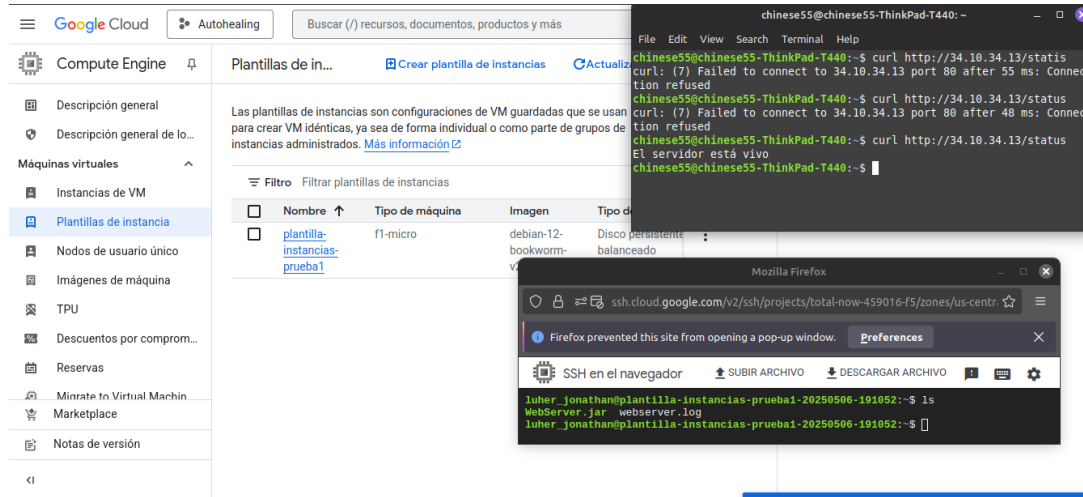 Google Cloud
Autohealing
Buscar (/) recursos, documentos, productos y más
Compute Engine
Descripción general
Descripción general de lo...
Máquinas virtuales
Instancias de VM
Plantillas de instancia
Nodos de usuario único
Imágenes de máquina
TPU
Descuentos por comprom...
Reservas
Migrate to Virtual Machin
Marketplace
Notas de versión
Plantillas de in...
Crear plantilla de instancias
Actualiz
Las plantillas de instancias son configuraciones de VM guardadas que se usan
para crear VM idénticas, ya sea de forma individual o como parte de grupos de
instancias administrados. Más información
Filtro Filtrar plantillas de instancias
Nombre Tipo de máquina Imagen Tipo d
plantilla- f1-micro debian-12- Disco persistente
instancias- bookworm- balanceado
prueba1
chinese55@chinese55-ThinkPad-T440: ~
File Edit View Search Terminal Help
chinese55@chinese55-ThinkPad-T440:~$ curl http://34.10.34.13/statis
curl: (7) Failed to connect to 34.10.34.13 port 80 after 55 ms: Connec
tion refused
chinese55@chinese55-ThinkPad-T440:~$ curl http://34.10.34.13/status
curl: (7) Failed to connect to 34.10.34.13 port 80 after 48 ms: Connec
tion refused
chinese55@chinese55-ThinkPad-T440:~$ curl http://34.10.34.13/status
El servidor está vivo
chinese55@chinese55-ThinkPad-T440:~$
Mozilla Firefox
ssh.cloud.google.com/v2/ssh/projects/total-now-459016-f5/zones/us-centr
Firefox prevented this site from opening a pop-up window. Preferences
SSH en el navegador SUBIR ARCHIVO DESCARGAR ARCHIVO
luher_jonathan@plantilla-instancias-prueba1-20250506-191052:~$ ls
WebServer.jar webserver.log
luher_jonathan@plantilla-instancias-prueba1-20250506-191052:~$